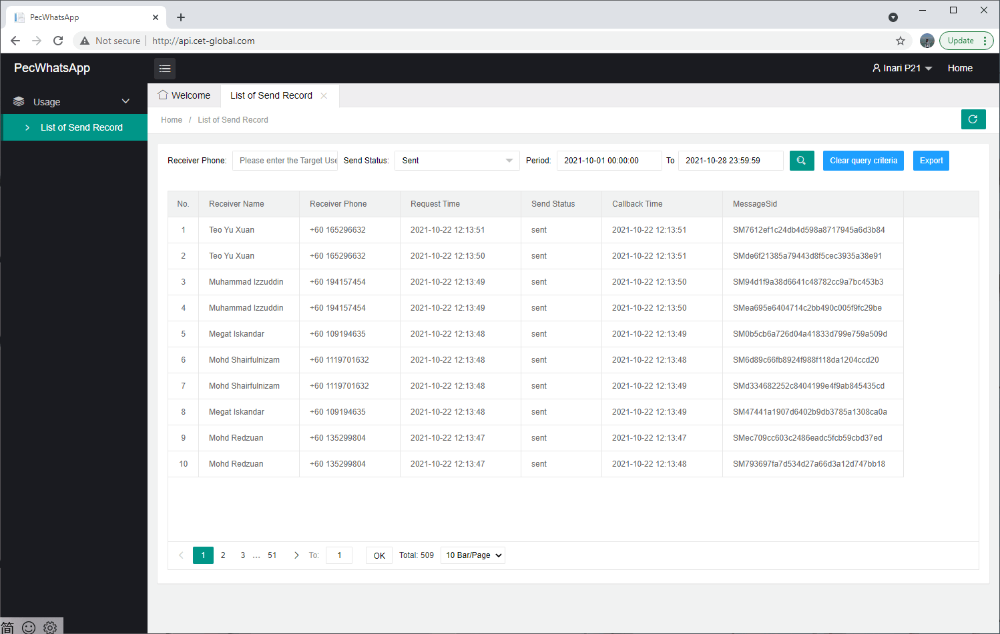 PecWhatsApp
Not secure | http://api.cet-global.com
Update
PecWhatsApp
Inari P21
Home
Usage
List of Send Record
Welcome
List of Send Record
Home / List of Send Record
Receiver Phone: Please enter the Target Use Send Status: Sent Period: 2021-10-01 00:00:00 To 2021-10-28 23:59:59 Clear query criteria Export
No. Receiver Name Receiver Phone Request Time Send Status Callback Time MessageSid
1 Teo Yu Xuan +60 165296632 2021-10-22 12:13:51 sent 2021-10-22 12:13:51 SM7612ef1c24db4d598a8717945a6d3b84
2 Teo Yu Xuan +60 165296632 2021-10-22 12:13:50 sent 2021-10-22 12:13:51 SMde6f21385a79443d8f5cec3935a38e91
3 Muhammad Izzuddin +60 194157454 2021-10-22 12:13:49 sent 2021-10-22 12:13:50 SM94d1f9a38d6641c48782cc9a7bc453b3
4 Muhammad Izzuddin +60 194157454 2021-10-22 12:13:49 sent 2021-10-22 12:13:50 SMea695e6404714c2bb490c005f9fc29be
5 Megat Iskandar +60 109194635 2021-10-22 12:13:48 sent 2021-10-22 12:13:49 SM0b5cb6a726d04a41833d799e759a509d
6 Mohd Shairfulnizam +60 1119701632 2021-10-22 12:13:48 sent 2021-10-22 12:13:48 SM6d89c66fb8924f988f118da1204ccd20
7 Mohd Shairfulnizam +60 1119701632 2021-10-22 12:13:48 sent 2021-10-22 12:13:49 SMd334682252c8404199e4f9ab845435cd
8 Megat Iskandar +60 109194635 2021-10-22 12:13:48 sent 2021-10-22 12:13:49 SM47441a1907d6402b9db3785a1308ca0a
9 Mohd Redzuan +60 135299804 2021-10-22 12:13:47 sent 2021-10-22 12:13:47 SMec709cc603c2486eadc5fcb59cbd37ed
10 Mohd Redzuan +60 135299804 2021-10-22 12:13:47 sent 2021-10-22 12:13:48 SM793697fa7d534d27a66d3a12d747bb18
1 2 3 … 51 To: 1 OK Total: 509 10 Bar/Page
简